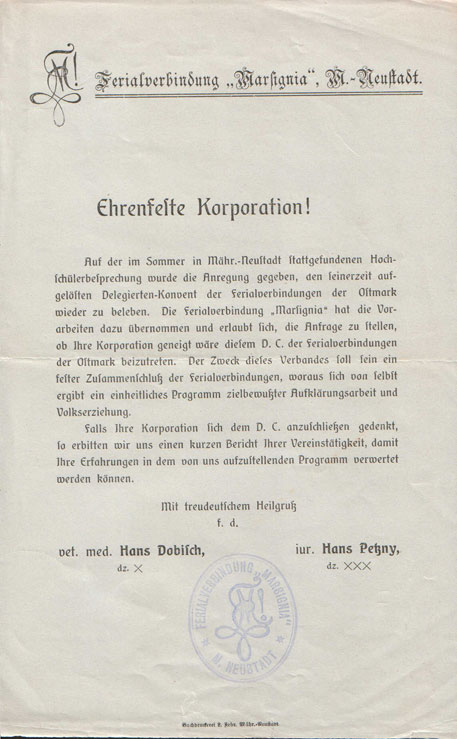 Ferialverbindung „Marsignia“, M.-Neustadt.
Ehrenfeste Korporation!
Auf der im Sommer in Mähr.-Neustadt stattgefundenen Hoch-
schülerbesprechung wurde die Anregung gegeben, den seinerzeit auf-
gelösten Delegierten-Konvent der Ferialverbindungen der Ostmark
wieder zu beleben. Die Ferialverbindung „Marsignia“ hat die Vor-
arbeiten dazu übernommen und erlaubt sich, die Anfrage zu stellen,
ob Ihre Korporation geneigt wäre diesem D. C. der Ferialverbindungen
der Ostmark beizutreten. Der Zweck dieses Verbandes soll sein ein
fester Zusammenschluß der Ferialverbindungen, woraus sich von selbst
ergibt ein einheitliches Programm zielbewußter Aufklärungsarbeit und
Volkserziehung.
Falls Ihre Korporation sich dem D. C. anzuschließen gedenkt,
so erbitten wir uns einen kurzen Bericht Ihrer Vereinstätigkeit, damit
Ihre Erfahrungen in dem von uns aufzustellenden Programm verwertet
werden können.
Mit treudeutschem Heilgruß
f. d.
vet. med. Hans Dobisch, iur. Hans Petzny,
dz. X dz. XXX
FERIALVERBINDUNG „MARSIGNIA“
M. NEUSTADT
Buchdruckerei L. Mähr.-Neustadt.